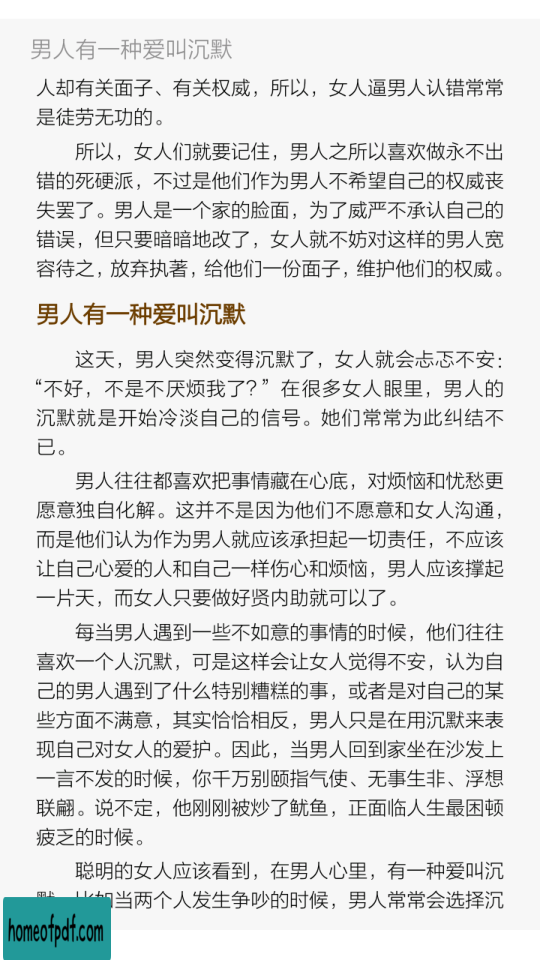 男人有一种爱叫沉默
人却有关面子、有关权威，所以，女人逼男人认错常常
是徒劳无功的。
所以，女人们就要记住，男人之所以喜欢做永不出
错的死硬派，不过是他们作为男人不希望自己的权威丧
失罢了。男人是一个家的脸面，为了威严不承认自己的
错误，但只要暗暗地改了，女人就不妨对这样的男人宽
容待之，放弃执著，给他们一份面子，维护他们的权威。
男人有一种爱叫沉默
这天，男人突然变得沉默了，女人就会忐忑不安：
“不好，不是不厌烦我了？”在很多女人眼里，男人的
沉默就是开始冷淡自己的信号。她们常常为此纠结不
已。
男人往往都喜欢把事情藏在心底，对烦恼和忧愁更
愿意独自化解。这并不是因为他们不愿意和女人沟通，
而是他们认为作为男人就应该承担起一切责任，不应该
让自己心爱的人和自己一样伤心和烦恼，男人应该撑起
一片天，而女人只要做好贤内助就可以了。
每当男人遇到一些不如意的事情的时候，他们往往
喜欢一个人沉默，可是这样会让女人觉得不安，认为自
己的男人遇到了什么特别糟糕的事，或者是对自己的某
些方面不满意，其实恰恰相反，男人只是在用沉默来表
现自己对女人的爱护。因此，当男人回到家坐在沙发上
一言不发的时候，你千万别颐指气使、无事生非、浮想
联翩。说不定，他刚刚被炒了鱿鱼，正面临人生最困顿
疲乏的时候。
聪明的女人应该看到，在男人心里，有一种爱叫沉
当两个人发生争吵的时候，男人常常会选择沉
homeofpdf.com